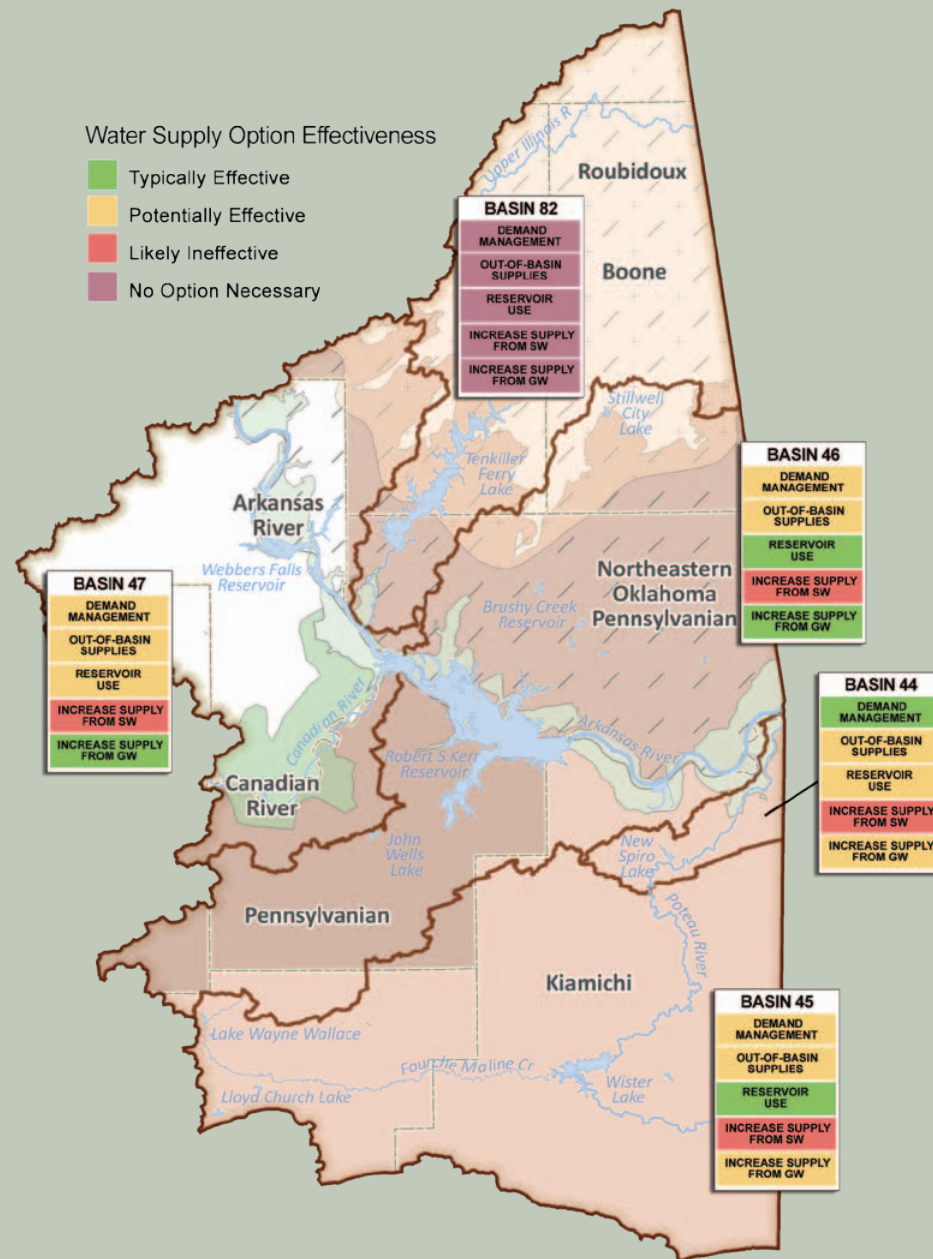 Water Supply Option Effectiveness
Typically Effective
Potentially Effective
Likely Ineffective
No Option Necessary
Upper Illinois R
Roubidoux
Boone
BASIN 82
DEMAND
MANAGEMENT
OUT-OF-BASIN
SUPPLIES
RESERVOIR
USE
INCREASE SUPPLY
FROM SW
INCREASE SUPPLY
FROM GW
Stillwell
City
Lake
Tenkiller
Ferry
Lake
Arkansas
River
Webbers Falls
Reservoir
BASIN 46
DEMAND
MANAGEMENT
OUT-OF-BASIN
SUPPLIES
RESERVOIR
USE
INCREASE SUPPLY
FROM SW
INCREASE SUPPLY
FROM GW
Northeastern
Oklahoma
Pennsylvanian
Brushy Creek
Reservoir
BASIN 47
DEMAND
MANAGEMENT
OUT-OF-BASIN
SUPPLIES
RESERVOIR
USE
INCREASE SUPPLY
FROM SW
INCREASE SUPPLY
FROM GW
Canadian River
Arkansas River
Robert S Kerr
Reservoir
Canadian
River
BASIN 44
DEMAND
MANAGEMENT
OUT-OF-BASIN
SUPPLIES
RESERVOIR
USE
INCREASE SUPPLY
FROM SW
INCREASE SUPPLY
FROM GW
John
Wells
Lake
New
Spiro
Lake
Pennsylvanian
Poteau River
Kiamichi
BASIN 45
DEMAND
MANAGEMENT
OUT-OF-BASIN
SUPPLIES
RESERVOIR
USE
INCREASE SUPPLY
FROM SW
INCREASE SUPPLY
FROM GW
Lake Wayne Wallace
Fourche Maline Cr
Lloyd Church Lake
Wister
Lake